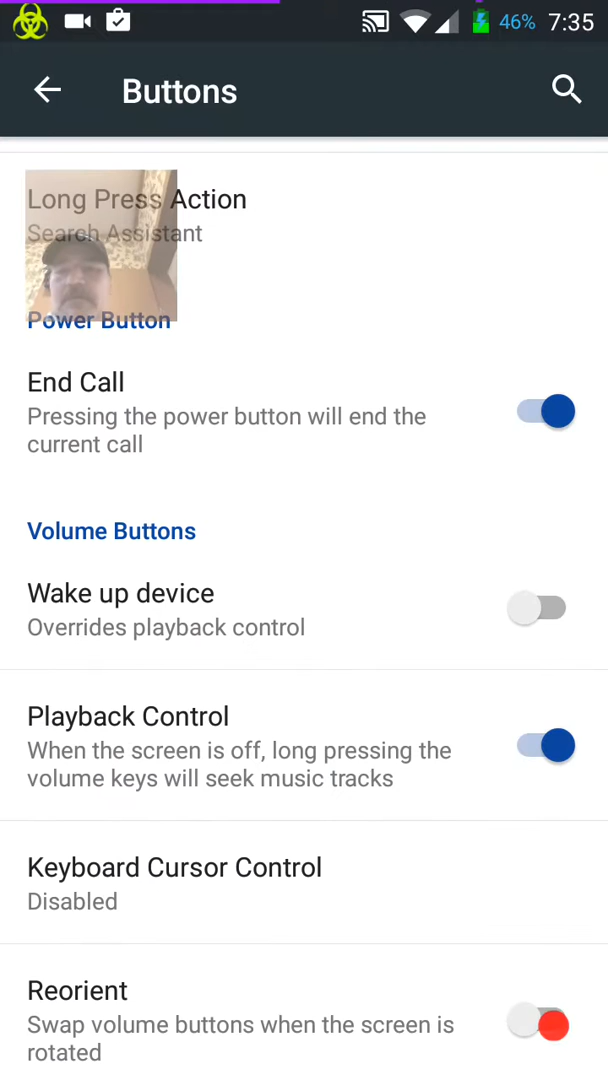 46% 7:35
Buttons
Long Press Action
Search Assistant
Power Button
End Call
Pressing the power button will end the
current call
Volume Buttons
Wake up device
Overrides playback control
Playback Control
When the screen is off, long pressing the
volume keys will seek music tracks
Keyboard Cursor Control
Disabled
Reorient
Swap volume buttons when the screen is
rotated